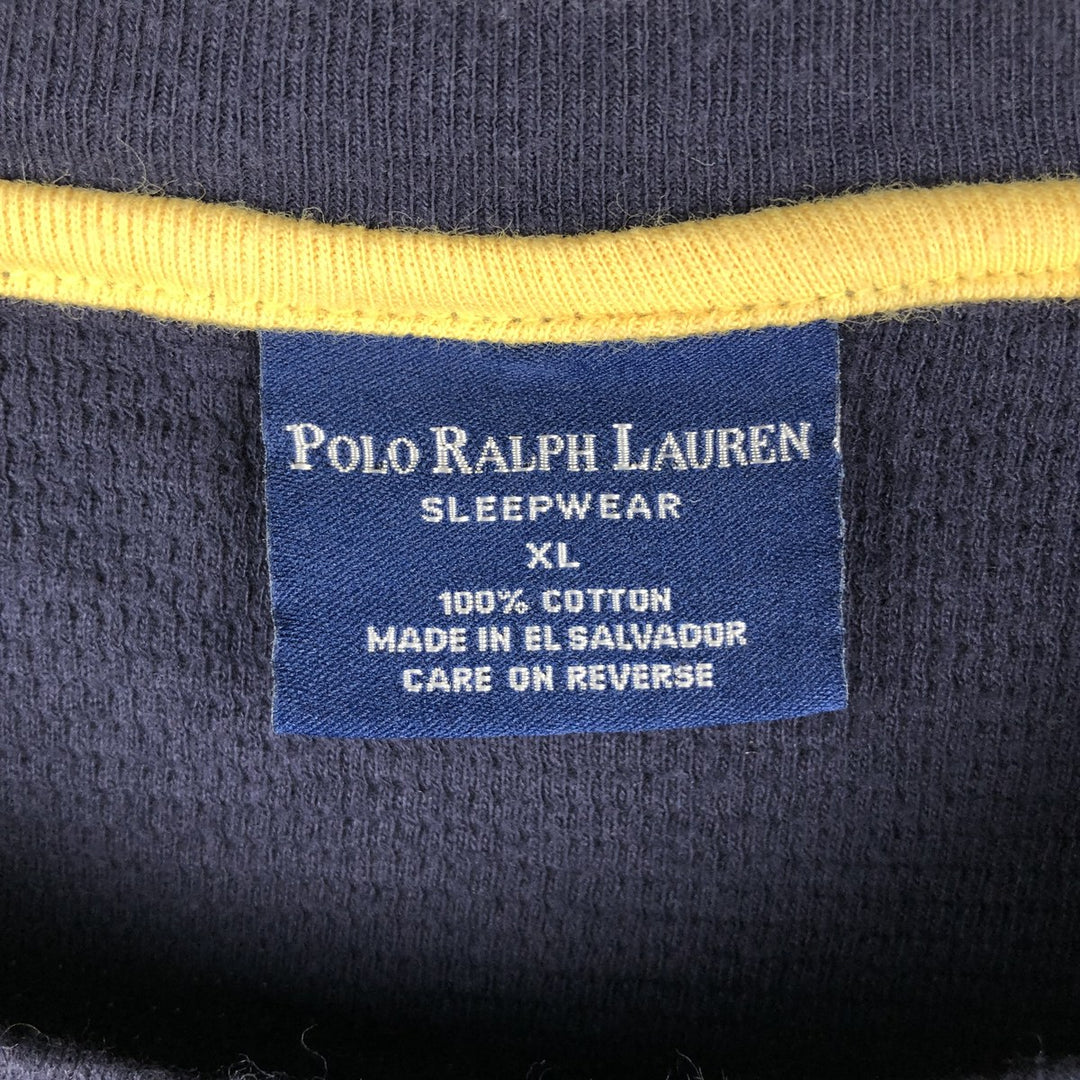 POLO RALPH LAUREN
SLEEPWEAR
XL
100% COTTON
MADE IN EL SALVADOR
CARE ON REVERSE